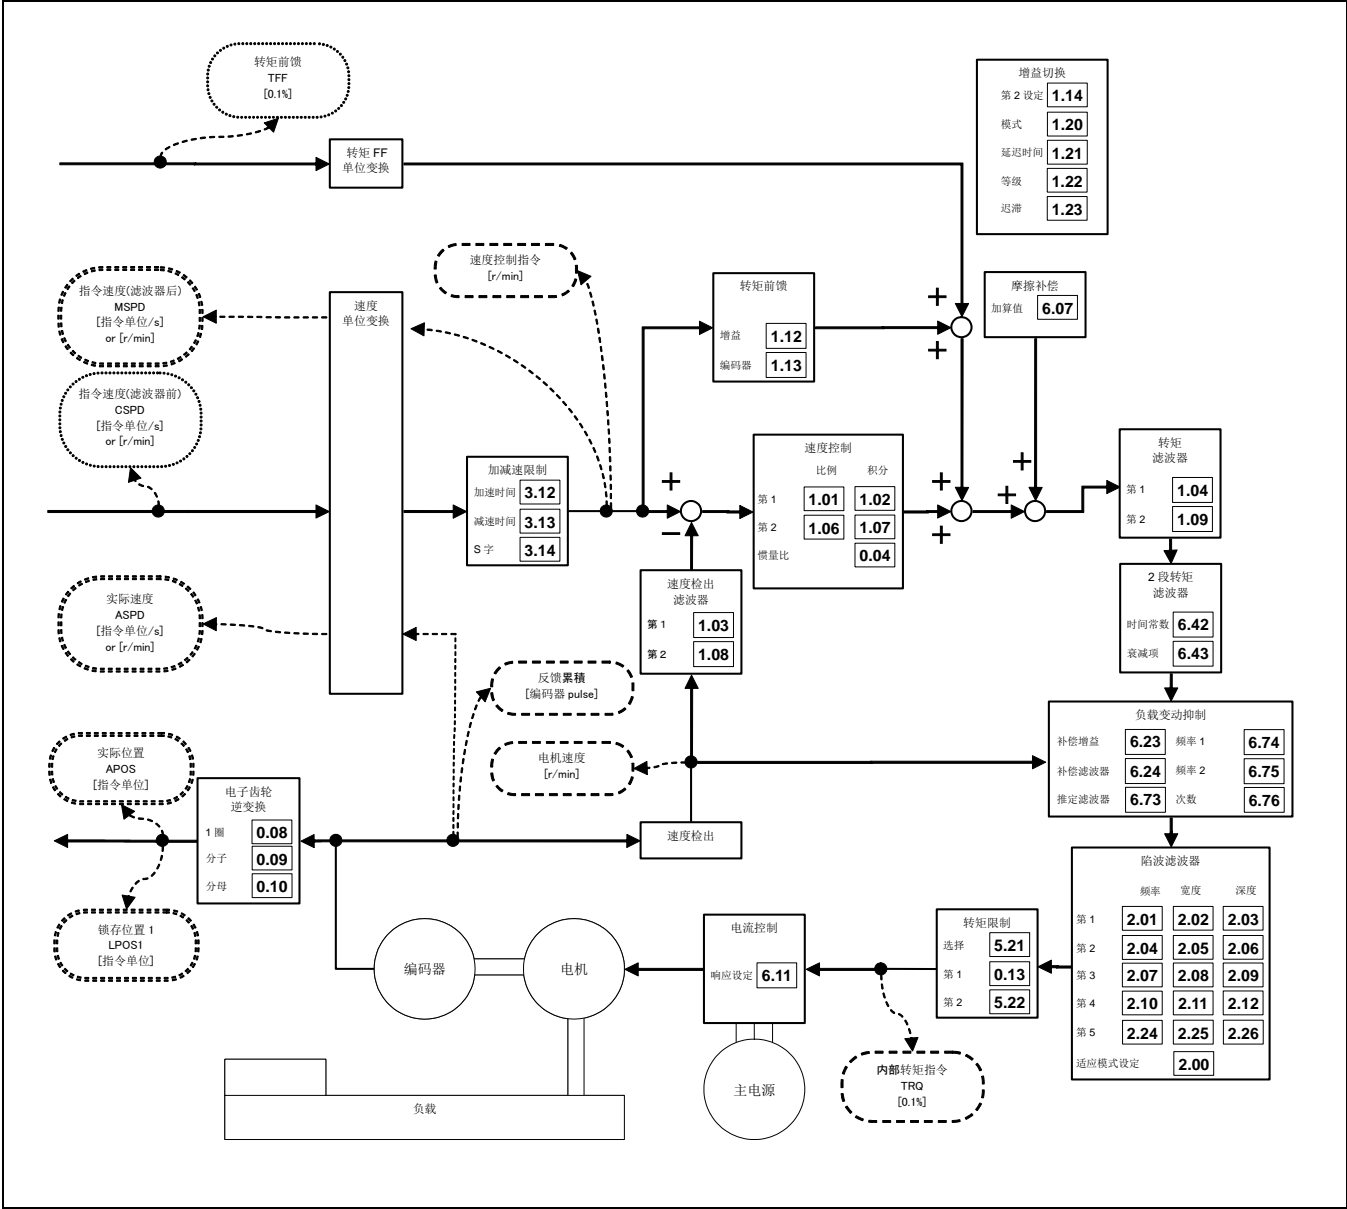 转矩前馈
TFF
[0.1%]
转矩 FF
单位变换
增益切换
第 2 设定 1.14
模式 1.20
延迟时间 1.21
等级 1.22
迟滞 1.23
速度控制指令
[r/min]
指令速度(滤波器后)
MSPD
[指令单位/s]
or [r/min]
速度
单位变换
转矩前馈
增益 1.12
编码器 1.13
+
+
摩擦补偿
加算值 6.07
指令速度(滤波器前)
CSPD
[指令单位/s]
or [r/min]
加减速限制
加速时间 3.12
减速时间 3.13
S 字 3.14
+
−
速度控制
比例 积分
第 1 1.01 1.02
第 2 1.06 1.07
惯量比 0.04
+
+
+
+
转矩
滤波器
第 1 1.04
第 2 1.09
速度检出
滤波器
第 1 1.03
第 2 1.08
2 段转矩
滤波器
时间常数 6.42
衰减项 6.43
实际速度
ASPD
[指令单位/s]
or [r/min]
反馈累積
[编码器 pulse]
电机速度
[r/min]
负载变动抑制
补偿增益 6.23 频率 1 6.74
补偿滤波器 6.24 频率 2 6.75
推定滤波器 6.73 次数 6.76
实际位置
APOS
[指令单位]
电子齿轮
逆变换
1 圈 0.08
分子 0.09
分母 0.10
速度检出
陷波滤波器
频率 宽度 深度
第 1 2.01 2.02 2.03
第 2 2.04 2.05 2.06
第 3 2.07 2.08 2.09
第 4 2.10 2.11 2.12
第 5 2.24 2.25 2.26
适应模式设定 2.00
锁存位置 1
LPOS1
[指令单位]
编码器
电机
电流控制
响应设定 6.11
转矩限制
选择 5.21
第 1 0.13
第 2 5.22
主电源
内部转矩指令
TRQ
[0.1%]
负载